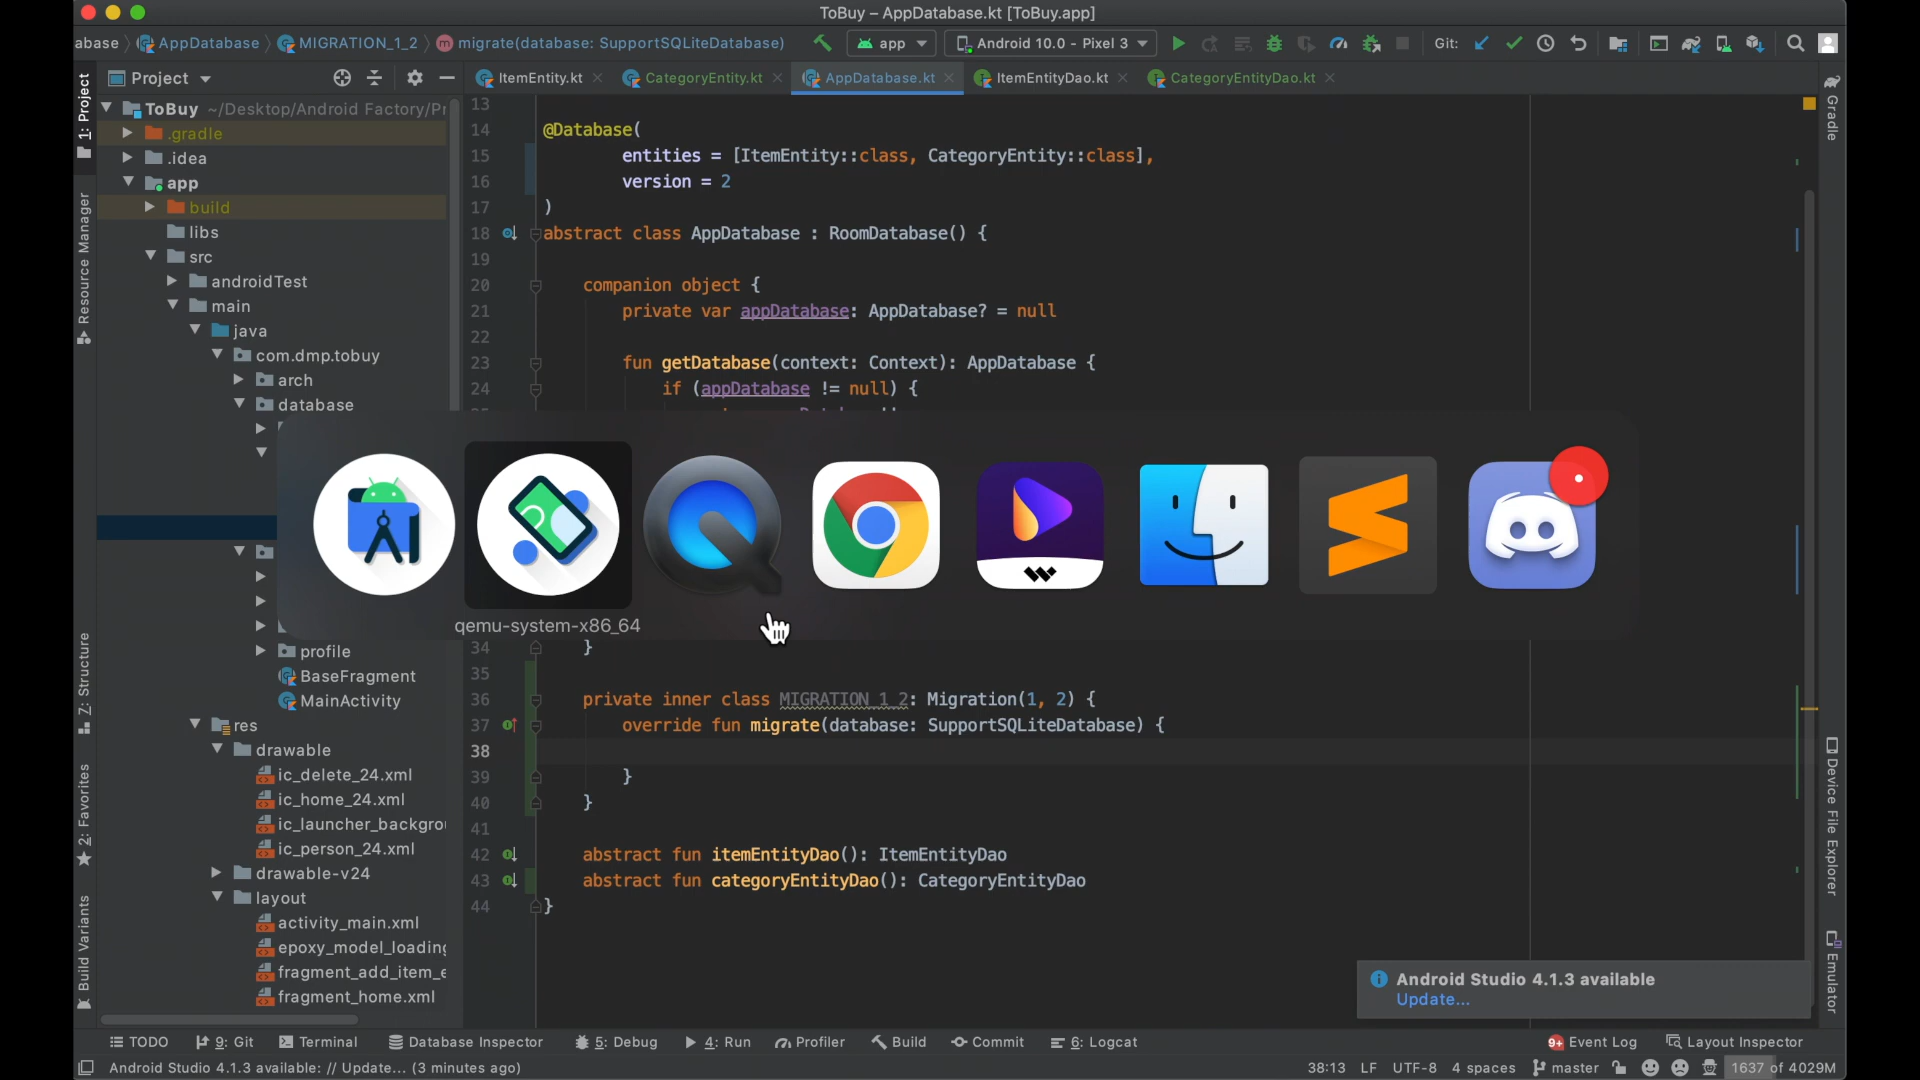 ToBuy – AppDatabase.kt [ToBuy.app]
abase AppDatabase MIGRATION_1_2 migrate(database: SupportSQLiteDatabase) app Android 10.0 - Pixel 3 Git:
Project ItemEntity.kt CategoryEntity.kt AppDatabase.kt ItemEntityDao.kt CategoryEntityDao.kt
1: Project
Resource Manager
Z: Structure
2: Favorites
Build Variants
ToBuy ~/Desktop/Android Factory/Pr
.gradle
.idea
app
build
libs
src
androidTest
main
java
com.dmp.tobuy
arch
database
profile
BaseFragment
MainActivity
res
drawable
ic_delete_24.xml
ic_home_24.xml
ic_launcher_backgrou
ic_person_24.xml
drawable-v24
layout
activity_main.xml
epoxy_model_loading
fragment_add_item_e
fragment_home.xml
13
14 @Database(
15 entities = [ItemEntity::class, CategoryEntity::class],
16 version = 2
17 )
18 abstract class AppDatabase : RoomDatabase() {
19
20 companion object {
21 private var appDatabase: AppDatabase? = null
22
23 fun getDatabase(context: Context): AppDatabase {
24 if (appDatabase != null) {
qemu-system-x86_64
34 }
35
36 private inner class MIGRATION_1_2: Migration(1, 2) {
37 override fun migrate(database: SupportSQLiteDatabase) {
38
39 }
40 }
41
42 abstract fun itemEntityDao(): ItemEntityDao
43 abstract fun categoryEntityDao(): CategoryEntityDao
44 }
Gradle
Device File Explorer
Emulator
Android Studio 4.1.3 available
Update...
TODO 9: Git Terminal Database Inspector 5: Debug 4: Run Profiler Build Commit 6: Logcat 9+ Event Log Layout Inspector
Android Studio 4.1.3 available: // Update... (3 minutes ago) 38:13 LF UTF-8 4 spaces master 1637 of 4029M